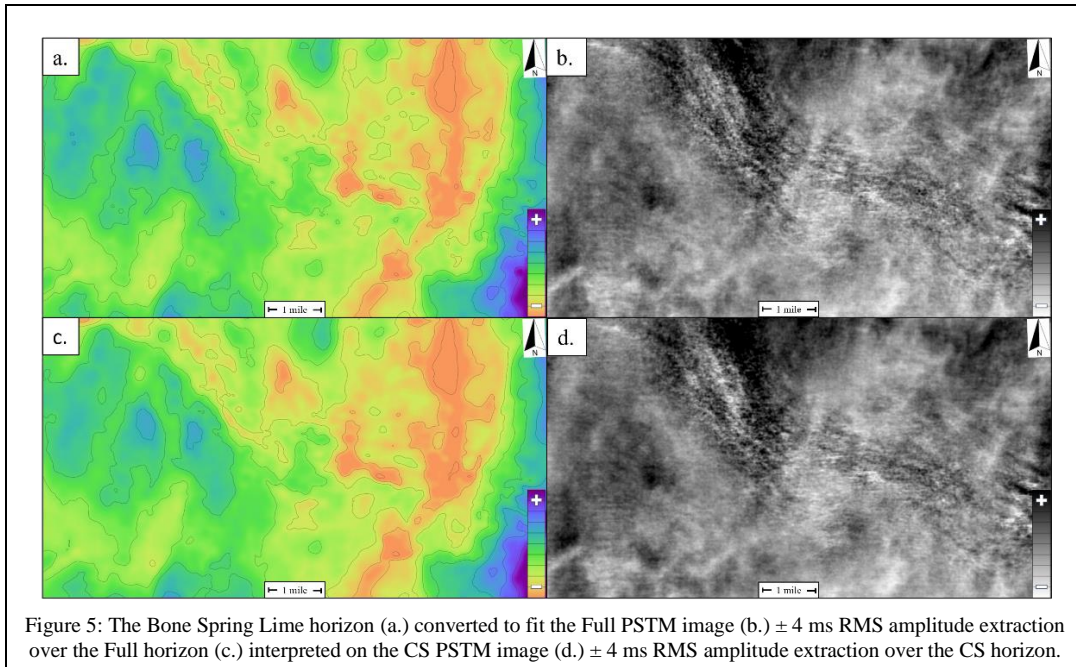 a.
N
+
−
1 mile
b.
N
+
−
1 mile
c.
N
+
−
1 mile
d.
N
+
−
1 mile
Figure 5: The Bone Spring Lime horizon (a.) converted to fit the Full PSTM image (b.) ± 4 ms RMS amplitude extraction
over the Full horizon (c.) interpreted on the CS PSTM image (d.) ± 4 ms RMS amplitude extraction over the CS horizon.